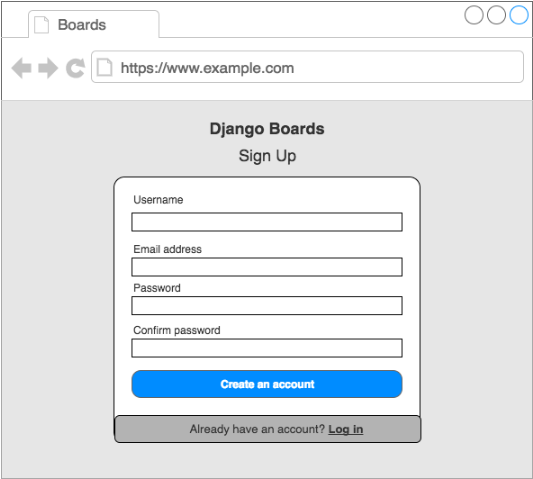 Boards
https://www.example.com
Django Boards
Sign Up
Username
Email address
Password
Confirm password
Create an account
Already have an account? Log in